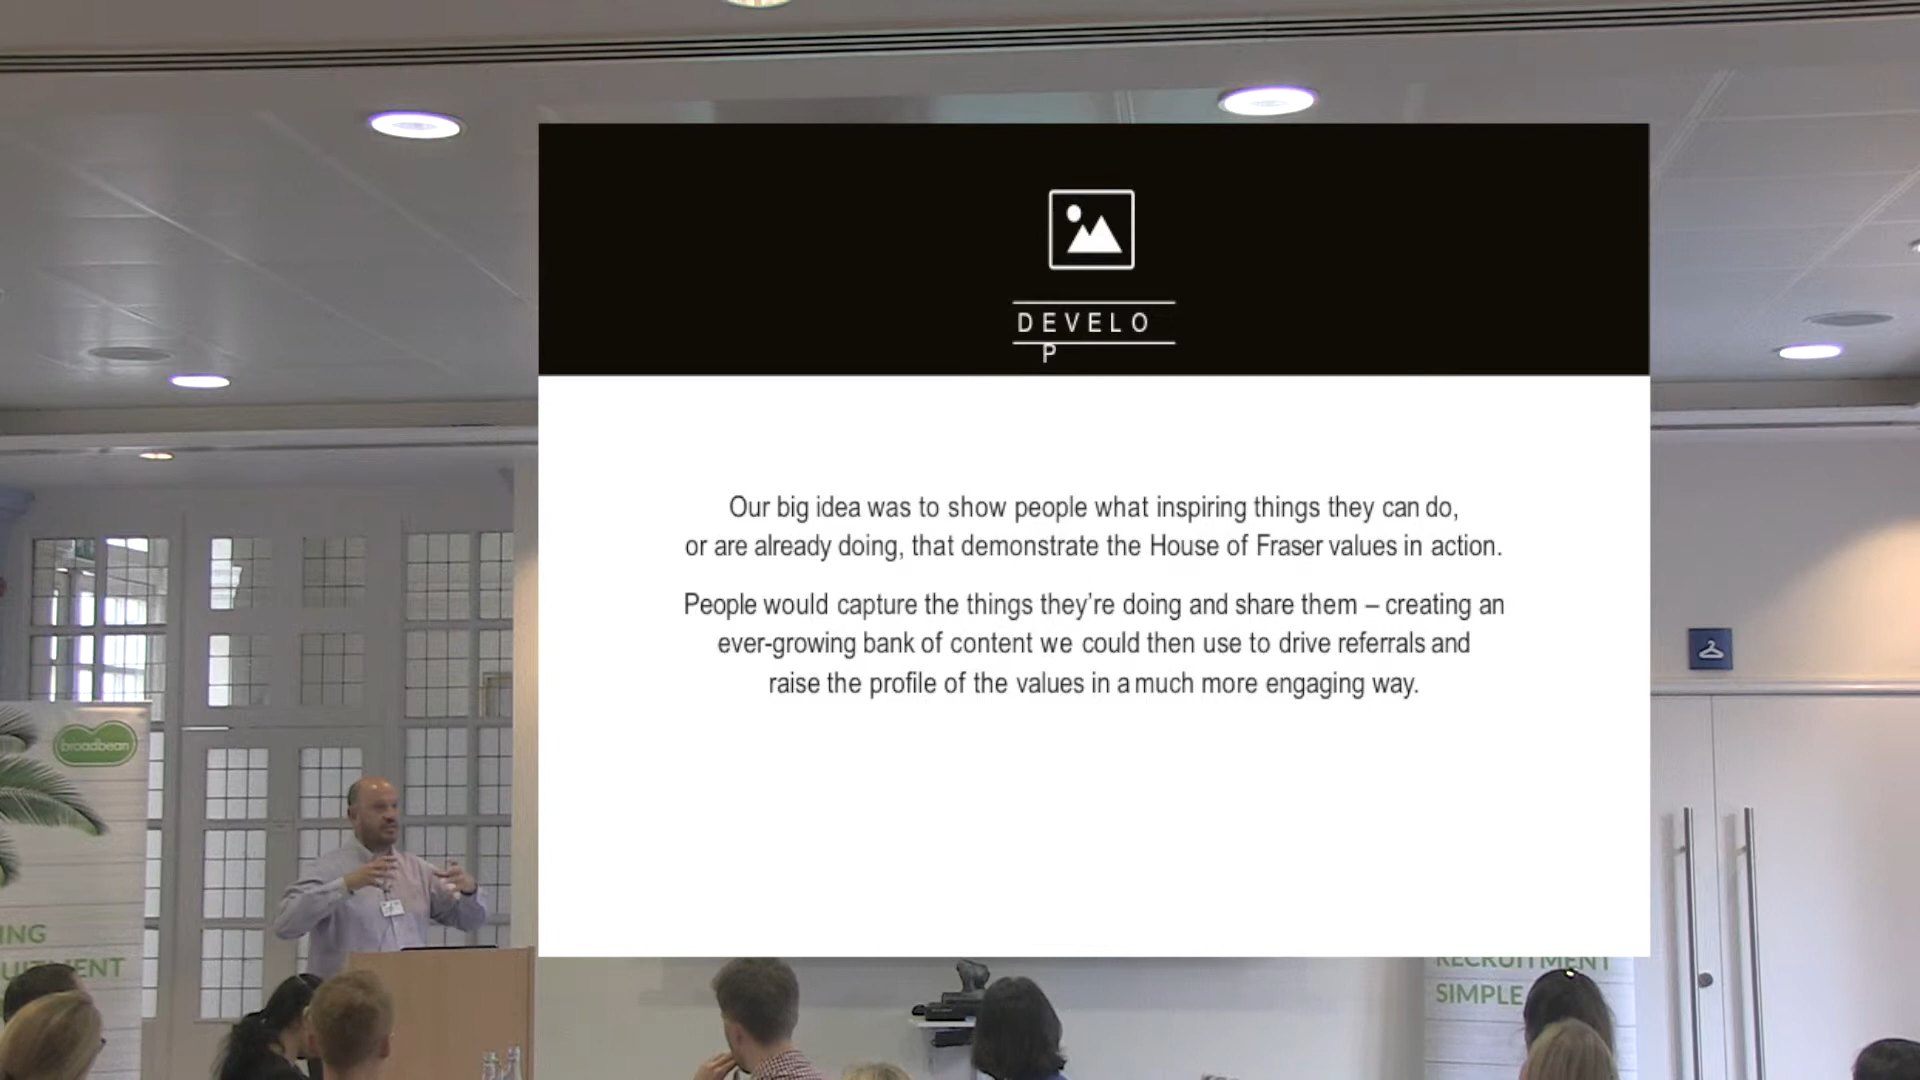 DEVELO
P
Our big idea was to show people what inspiring things they can do,
or are already doing, that demonstrate the House of Fraser values in action.
People would capture the things they’re doing and share them – creating an
ever-growing bank of content we could then use to drive referrals and
raise the profile of the values in a much more engaging way.
broadbean
ING
UITMENT
RECRUITMENT
SIMPLE